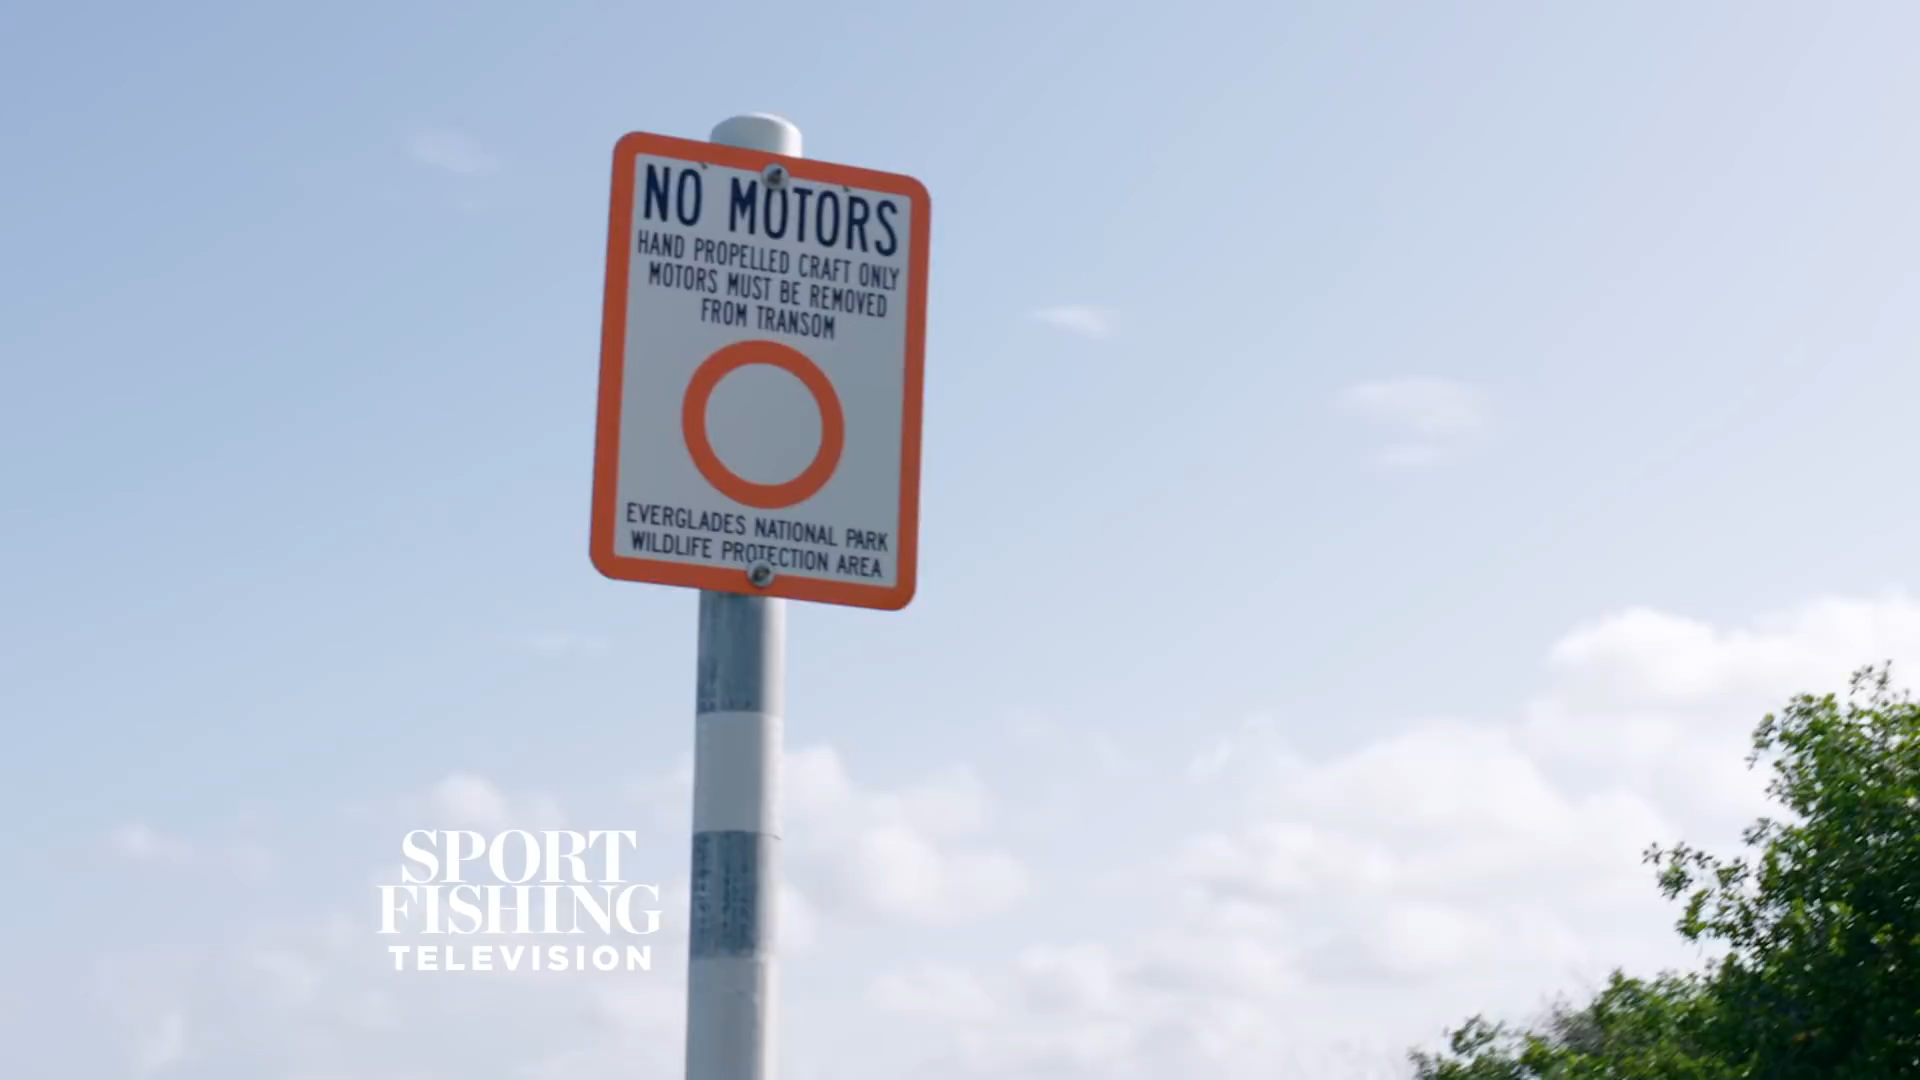 NO MOTORS
HAND PROPELLED CRAFT ONLY
MOTORS MUST BE REMOVED
FROM TRANSOM
EVERGLADES NATIONAL PARK
WILDLIFE PROTECTION AREA
SPORT
FISHING
TELEVISION